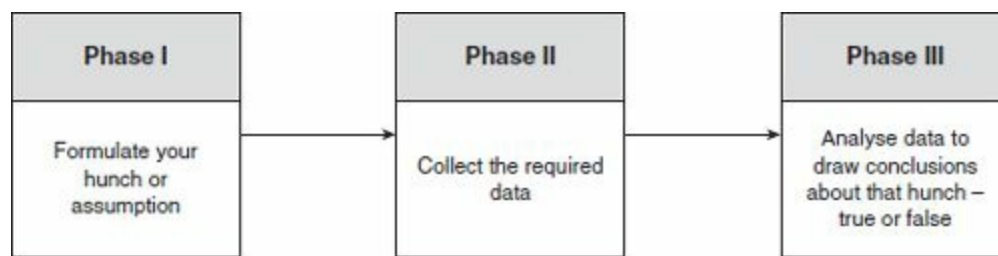 Phase I
Formulate your
hunch or
assumption
Phase II
Collect the required
data
Phase III
Analyse data to
draw conclusions
about that hunch –
true or false